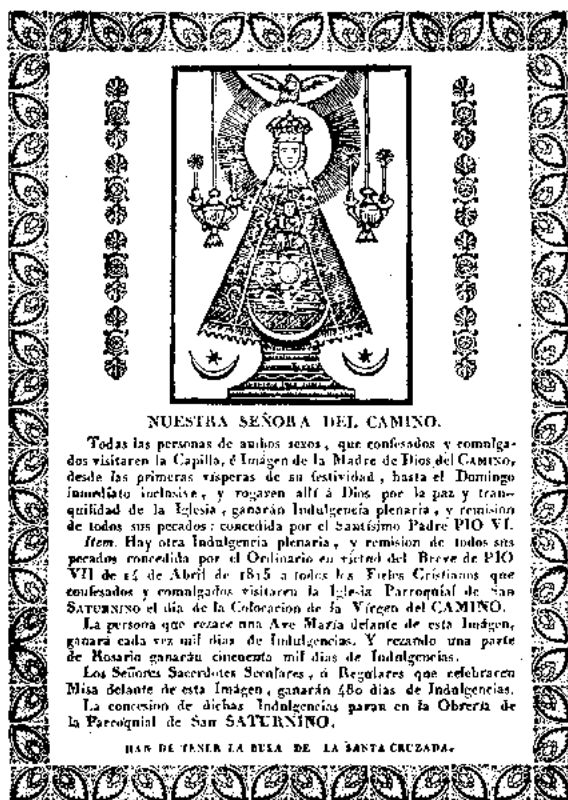 NUESTRA SEÑORA DEL CAMINO.
Todas las personas de ambos sexos, que confesados y comulga-
dos visitaren la Capilla, é Imágen de la Madre de Dios del CAMINO,
desde las primeras vísperas de su festividad, hasta el Domingo
inmediato inclusive, y rogaren allí á Dios por la paz y tran-
quilidad de la Iglesia, ganarán Indulgencia plenaria, y remision
de todos sus pecados: concedida por el Santísimo Padre PIO VI.
Item. Hay otra Indulgencia plenaria, y remision de todos sus
pecados concedida por el Ordinario en virtud del Breve de PIO
VII de 14 de Abril de 1815 a todos los Fieles Cristianos que
confesados y comulgados visitaren la Iglesia Parroquial de San
SATURNINO el dia de la Colocacion de la Vírgen del CAMINO.
La persona que rezare una Ave María delante de esta Imágen,
ganará cada vez mil dias de Indulgencias. Y rezando una parte
de Rosario ganarán cincuenta mil dias de Indulgencias.
Los Señores Sacerdotes Seculares, ó Regulares que celebraren
Misa delante de esta Imágen, ganarán 480 dias de Indulgencias.
La concesion de dichas Indulgencias paran en la Obrería de
la Parroquial de San SATURNINO.
HAN DE TENER LA BULA DE LA SANTA CRUZADA.